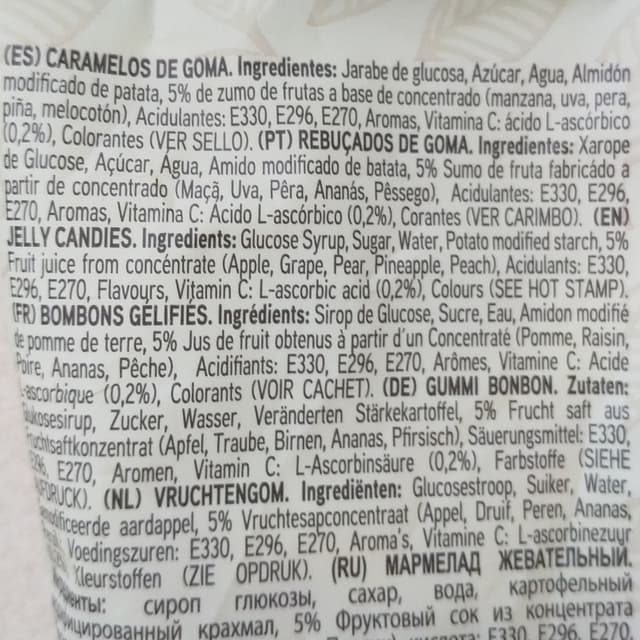 (ES) CARAMELOS DE GOMA. Ingredientes: Jarabe de glucosa, Azúcar, Agua, Almidón
modificado de patata, 5% de zumo de frutas a base de concentrado (manzana, uva, pera,
piña, melocotón), Acidulantes: E330, E296, E270, Aromas, Vitamina C: ácido L-ascórbico
(0,2%), Colorantes (VER SELLO). (PT) REBUÇADOS DE GOMA. Ingredientes: Xarope
de Glucose, Açúcar, Água, Amido modificado de batata, 5% Sumo de fruta fabricádo a
partir de concentrado (Maçã, Uva, Pêra, Ananás, Pêssego), Acidulantes: E330, E296,
E270, Aromas, Vitamina C: Ácido L-ascórbico (0,2%), Corantes (VER CARIMBO). (EN)
JELLY CANDIES. Ingredients: Glucose Syrup, Sugar, Water, Potato modified starch, 5%
Fruit juice from concéntrate (Apple, Grape, Pear, Pineapple, Peach), Acidulants: E330,
E296, E270, Flavours, Vitamin C: L-ascorbic acid (0,2%), Colours (SEE HOT STAMP).
(FR) BOMBONS GÉLIFIÉS. Ingrédients: Sirop de Glucose, Sucre, Eau, Amidon modifié
de pomme de terre, 5% Jus de fruit obtenus à partir d'un Concentraté (Pomme, Raisin,
Poire, Ananas, Pêche), Acidifiants: E330, E296, E270, Arômes, Vitamine C: Acide
L-ascorbique (0,2%), Colorants (VOIR CACHET). (DE) GUMMI BONBON. Zutaten:
Glukosesirup, Zucker, Wasser, Veränderten Stärkekartoffel, 5% Frucht saft aus
Fruchtsaftkonzentrat (Apfel, Traube, Birnen, Ananas, Pfirsisch), Säuerungsmittel: E330,
E296, E270, Aromen, Vitamin C: L-Ascorbinsäure (0,2%), Farbstoffe (SIEHE
(NL) VRUCHTENGOM. Ingrediënten: Glucosestroop, Suiker, Water,
aardappel, 5% Vruchtesapconcentraat (Appel, Druif, Peren, Ananas,
Voedingszuren: E330, E296, E270, Aroma's, Vitamine C: L-ascorbinezuyr
Kleurstoffen (ZIE OPDRUK). (RU) МАРМЕЛАД ЖЕВАТЕЛЬНЫЙ.
сироп глюкозы, сахар, вода, картофельный
крахмал, 5% Фруктовый сок из концентрата
E330, E296, E270